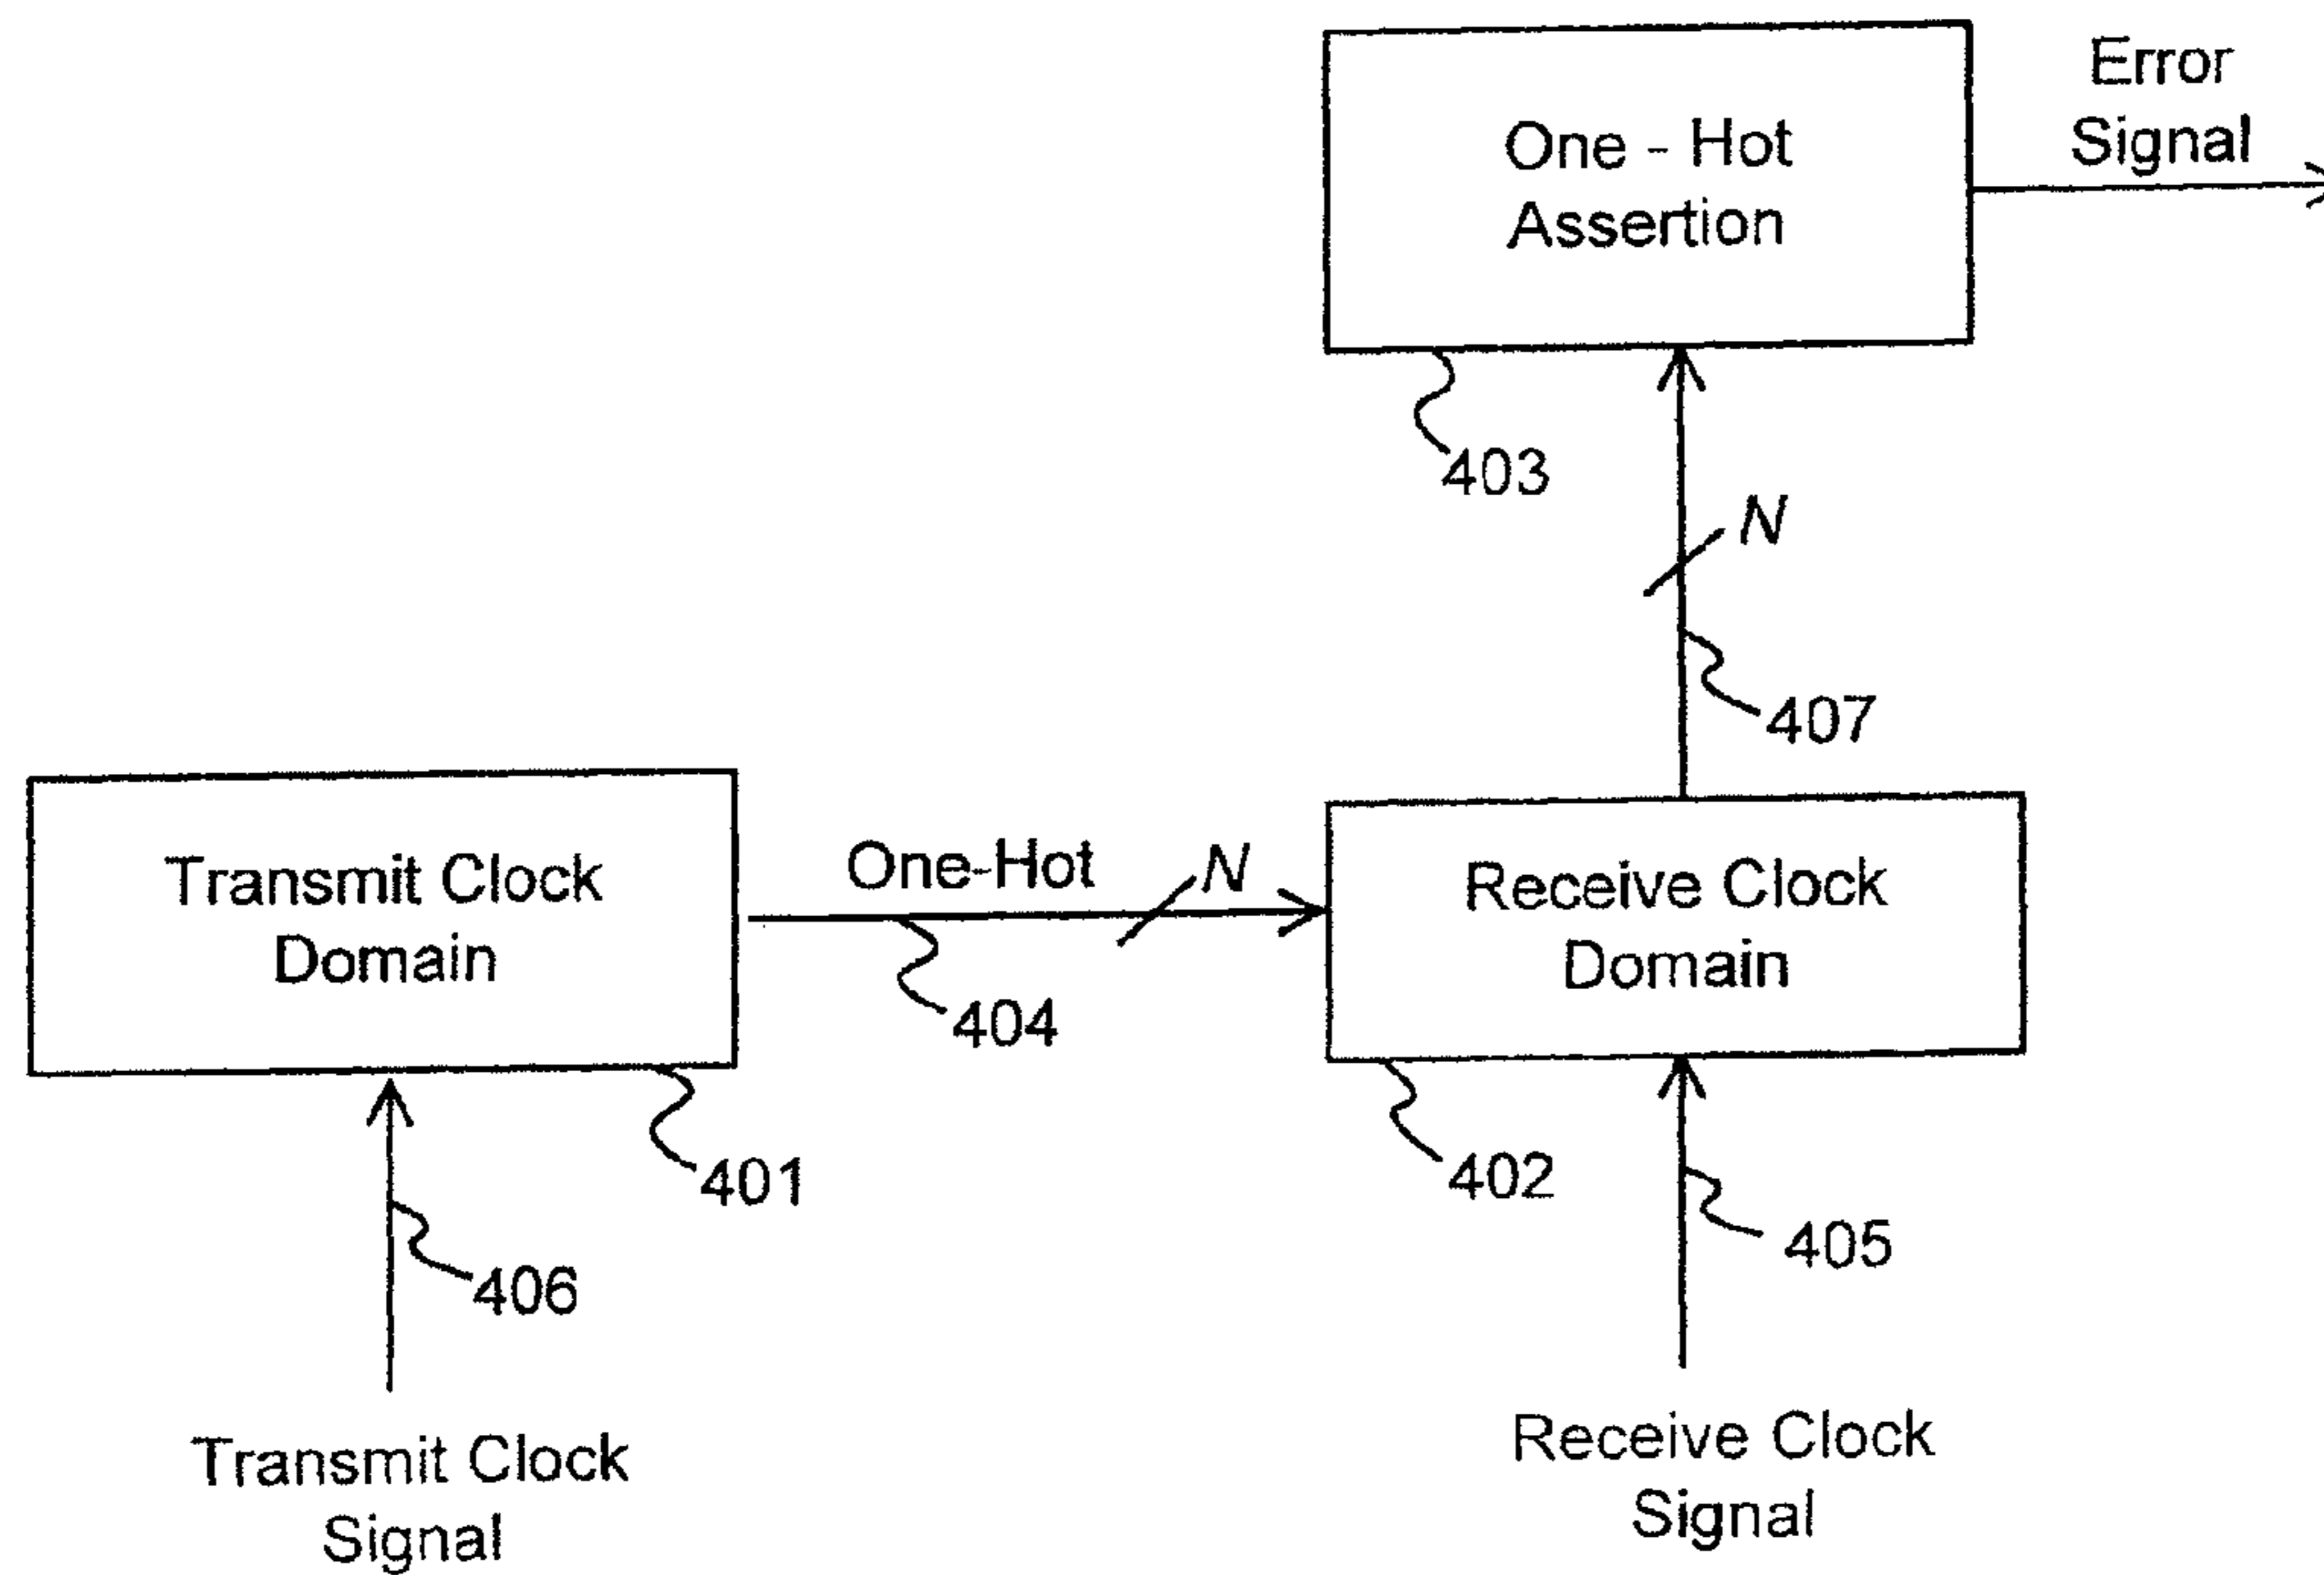 Error
Signal
One - Hot
Assertion
403
N
407
Transmit Clock
Domain
One-Hot
N
Receive Clock
Domain
404
401
402
405
406
Transmit Clock
Signal
Receive Clock
Signal